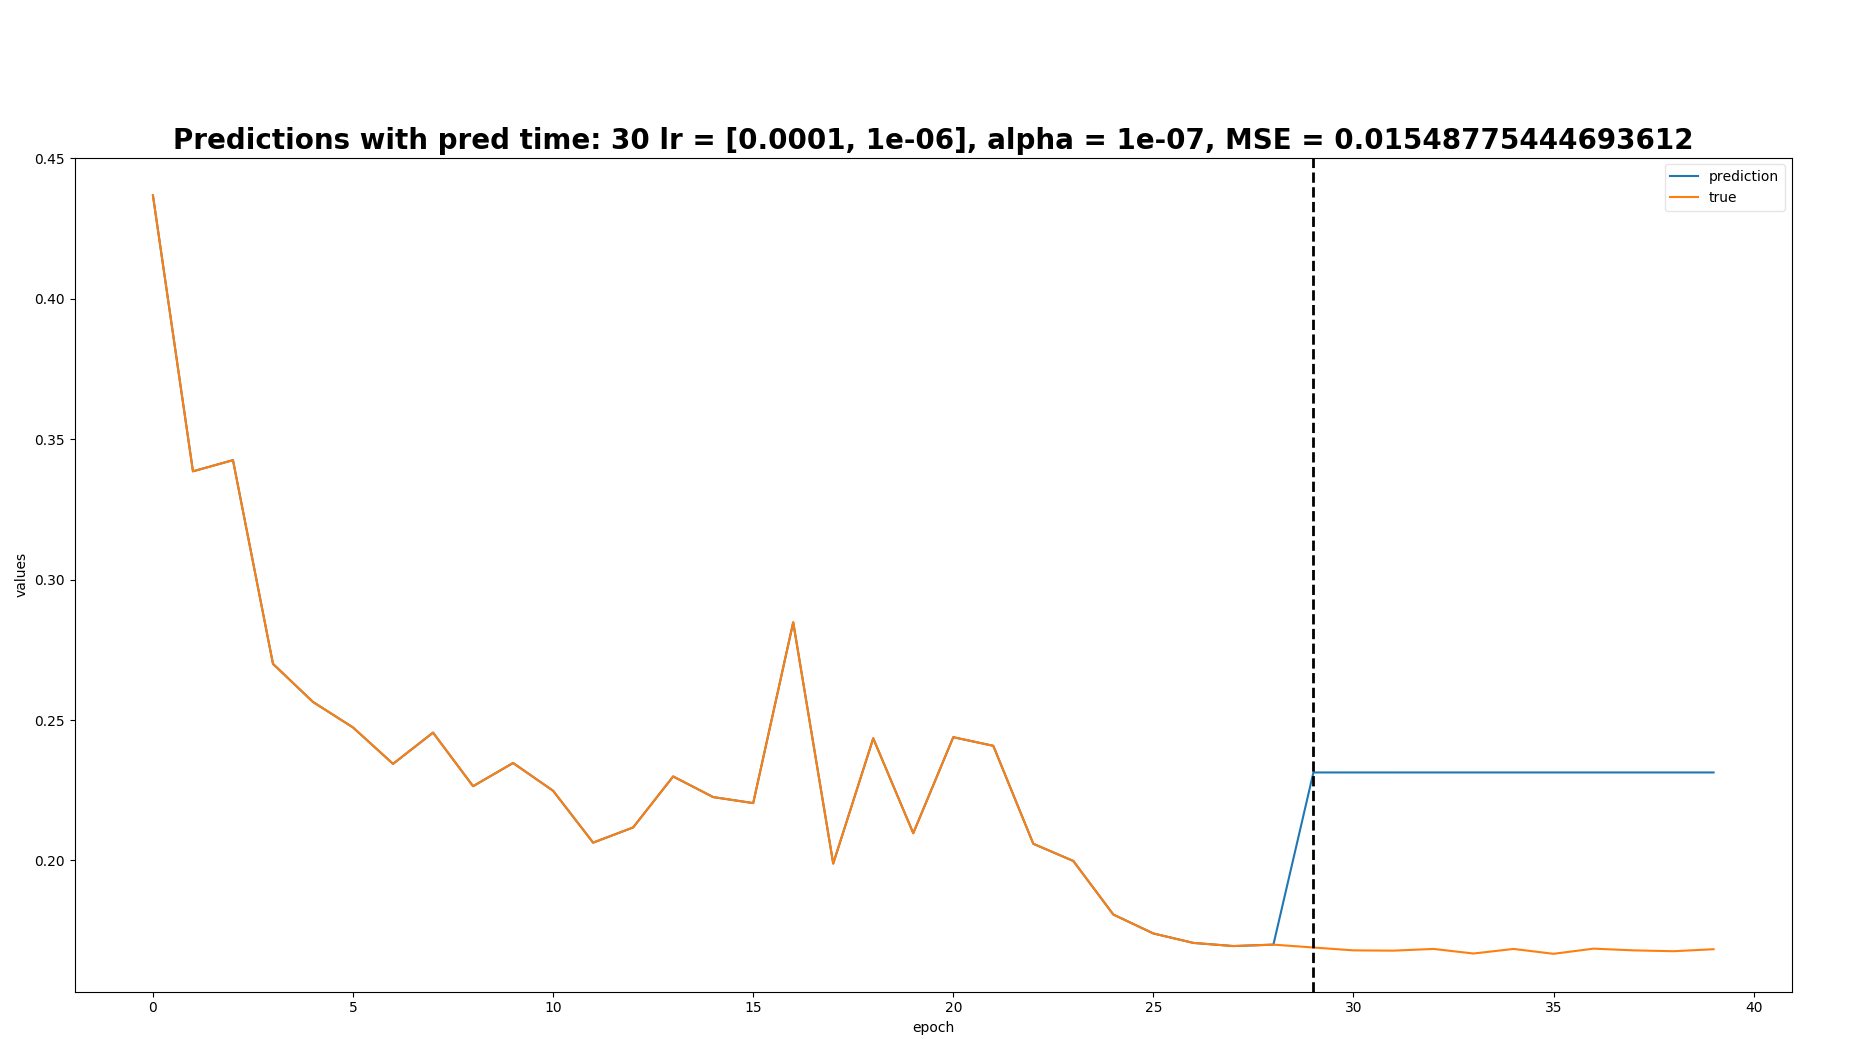 Predictions with pred time: 30 lr = [0.0001, 1e-06], alpha = 1e-07, MSE = 0.01548775444693612
prediction
true
0.45
0.40
0.35
0.30
0.25
0.20
values
0 5 10 15 20 25 30 35 40
epoch